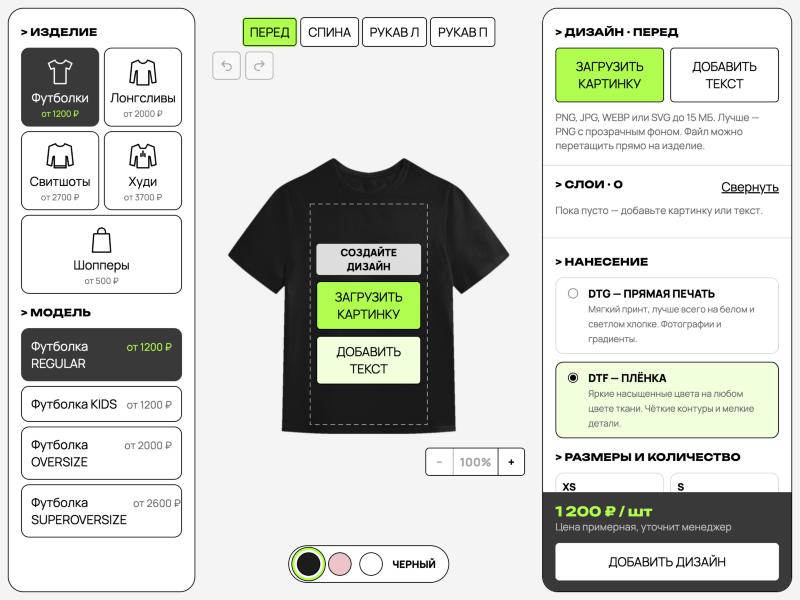 > ИЗДЕЛИЕ
Футболки
от 1200 ₽
Лонгсливы
от 2000 ₽
Свитшоты
от 2700 ₽
Худи
от 3700 ₽
Шопперы
от 500 ₽
> МОДЕЛЬ
Футболка
REGULAR
от 1200 ₽
Футболка KIDS
от 1200 ₽
Футболка
OVERSIZE
от 2000 ₽
Футболка
SUPEROVERSIZE
от 2600 ₽
ПЕРЕД
СПИНА
РУКАВ Л
РУКАВ П
СОЗДАЙТЕ
ДИЗАЙН
ЗАГРУЗИТЬ
КАРТИНКУ
ДОБАВИТЬ
ТЕКСТ
− 100% +
ЧЕРНЫЙ
> ДИЗАЙН · ПЕРЕД
ЗАГРУЗИТЬ
КАРТИНКУ
ДОБАВИТЬ
ТЕКСТ
PNG, JPG, WEBP или SVG до 15 МБ. Лучше —
PNG с прозрачным фоном. Файл можно
перетащить прямо на изделие.
> СЛОИ · 0
Свернуть
Пока пусто — добавьте картинку или текст.
> НАНЕСЕНИЕ
DTG — ПРЯМАЯ ПЕЧАТЬ
Мягкий принт, лучше всего на белом и
светлом хлопке. Фотографии и
градиенты.
DTF — ПЛЁНКА
Яркие насыщенные цвета на любом
цвете ткани. Чёткие контуры и мелкие
детали.
> РАЗМЕРЫ И КОЛИЧЕСТВО
XS
S
1 200 ₽ / шт
Цена примерная, уточнит менеджер
ДОБАВИТЬ ДИЗАЙН